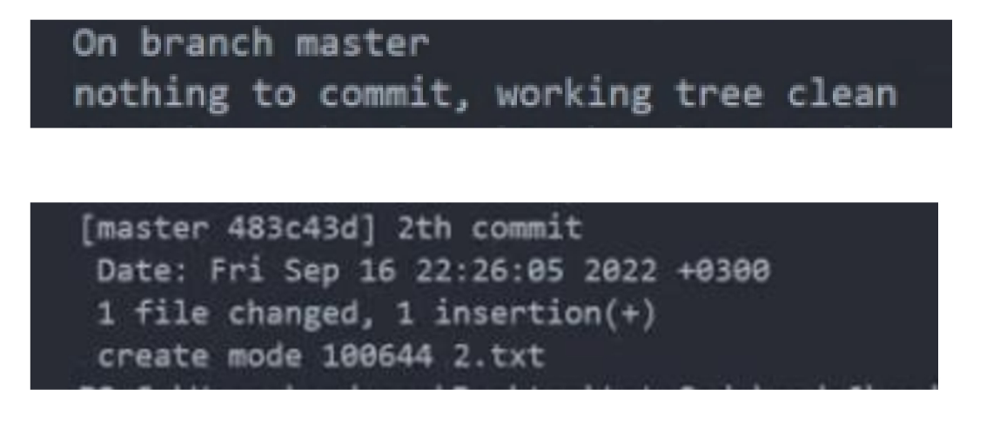 On branch master
nothing to commit, working tree clean
[master 483c43d] 2th commit
Date: Fri Sep 16 22:26:05 2022 +0300
1 file changed, 1 insertion(+)
create mode 100644 2.txt